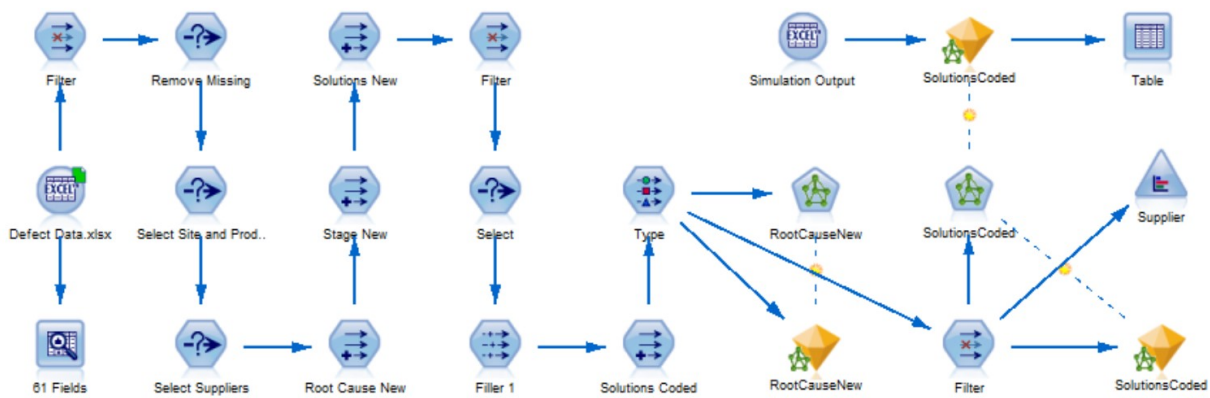 Filter
Remove Missing
Solutions New
Filter
EXCEL
Simulation Output
SolutionsCoded
Table
EXCEL
Defect Data.xlsx
Select Site and Prod..
Stage New
Select
Type
RootCauseNew
SolutionsCoded
Supplier
61 Fields
Select Suppliers
Root Cause New
Filler 1
Solutions Coded
RootCauseNew
Filter
SolutionsCoded